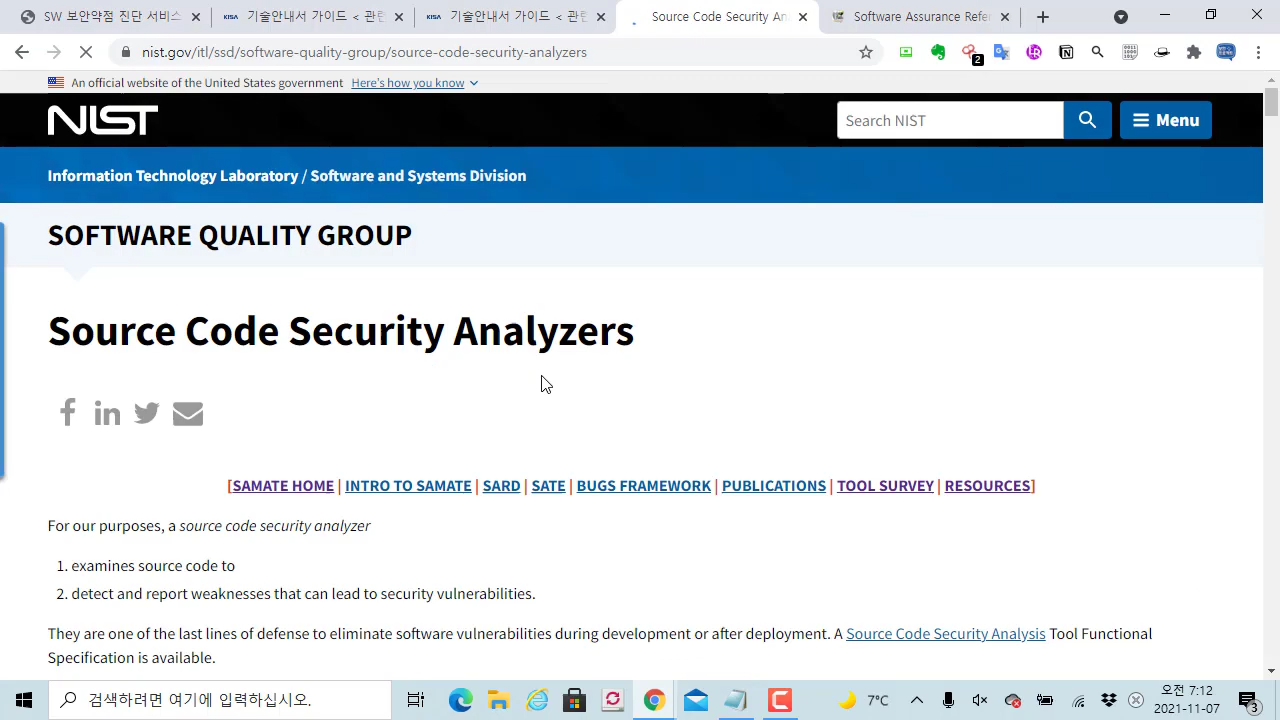 SW 보안약점 진단 서비스
KISA 기술안내서 가이드 < 관련
KISA 기술안내서 가이드 < 관련
Source Code Security An
Software Assurance Refer
nist.gov/itl/ssd/software-quality-group/source-code-security-analyzers
2
An official website of the United States government Here's how you know
NIST
Search NIST
Menu
Information Technology Laboratory / Software and Systems Division
SOFTWARE QUALITY GROUP
Source Code Security Analyzers
[SAMATE HOME | INTRO TO SAMATE | SARD | SATE | BUGS FRAMEWORK | PUBLICATIONS | TOOL SURVEY | RESOURCES]
For our purposes, a source code security analyzer
1. examines source code to
2. detect and report weaknesses that can lead to security vulnerabilities.
They are one of the last lines of defense to eliminate software vulnerabilities during development or after deployment. A Source Code Security Analysis Tool Functional
Specification is available.
검색하려면 여기에 입력하십시오.
7°C
오전 7:12
2021-11-07
3